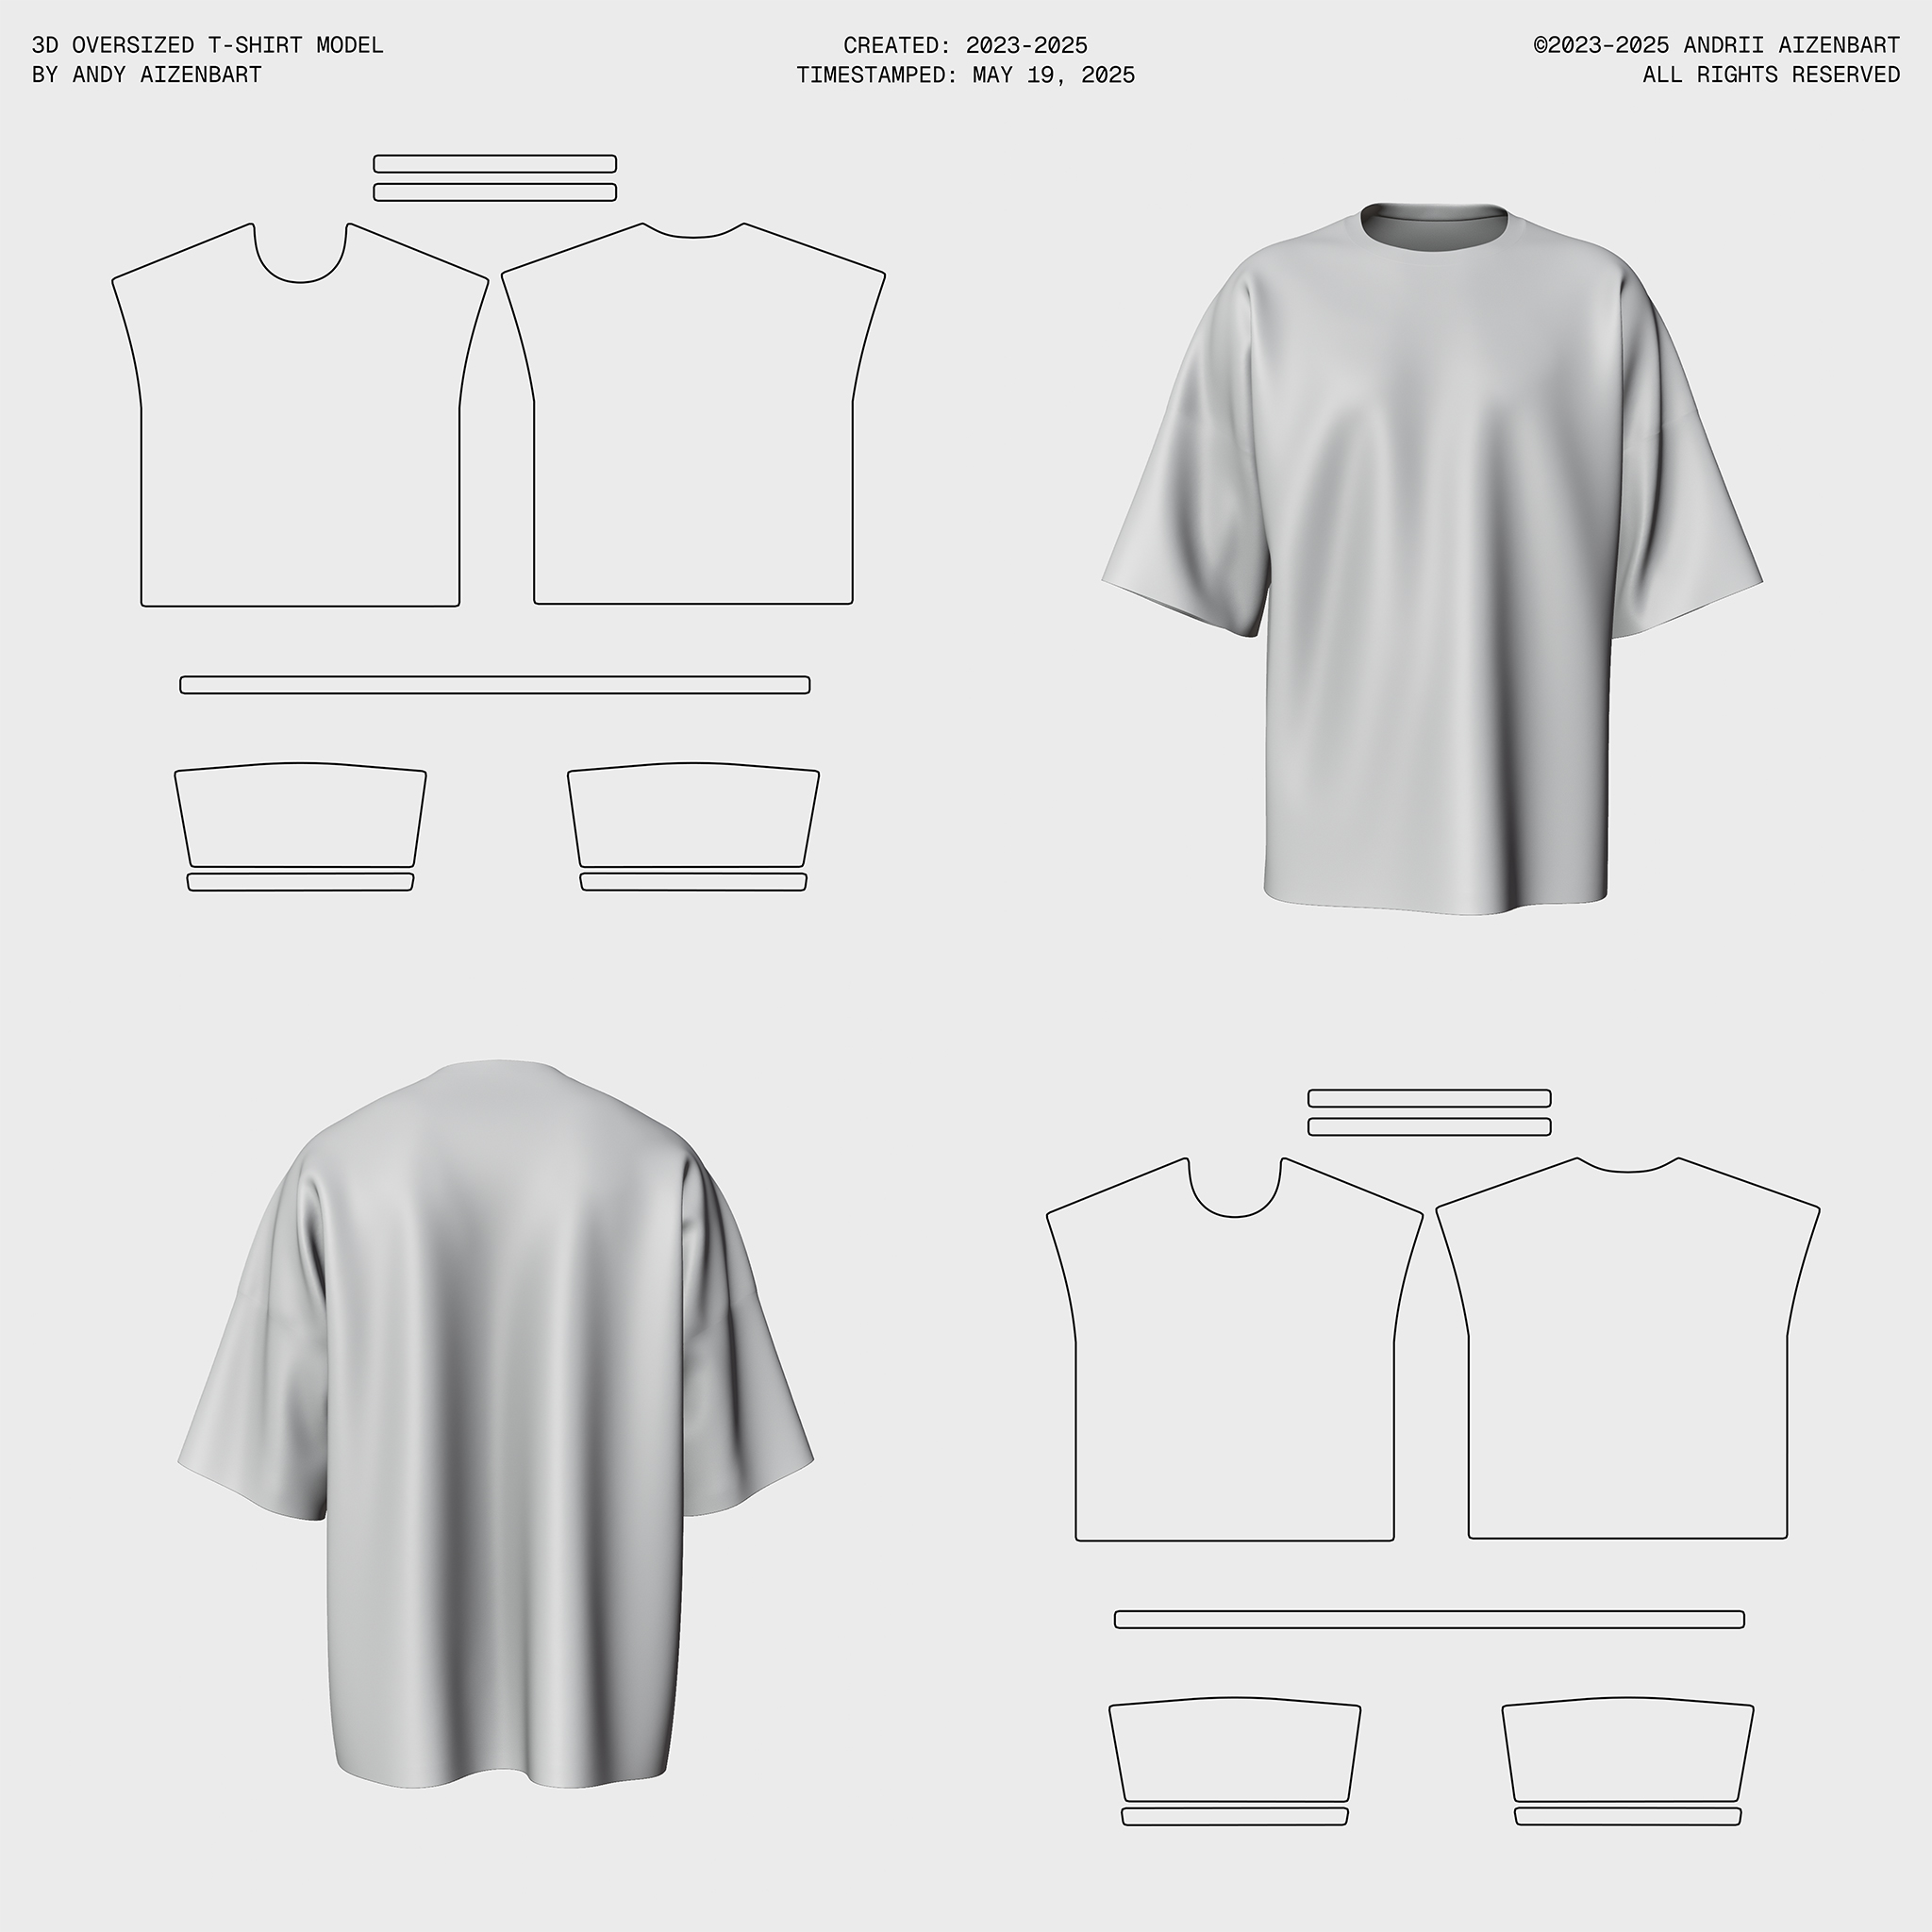 3D OVERSIZED T-SHIRT MODEL
BY ANDY AIZENBART
CREATED: 2023-2025
TIMESTAMPED: MAY 19, 2025
©2023-2025 ANDRII AIZENBART
ALL RIGHTS RESERVED